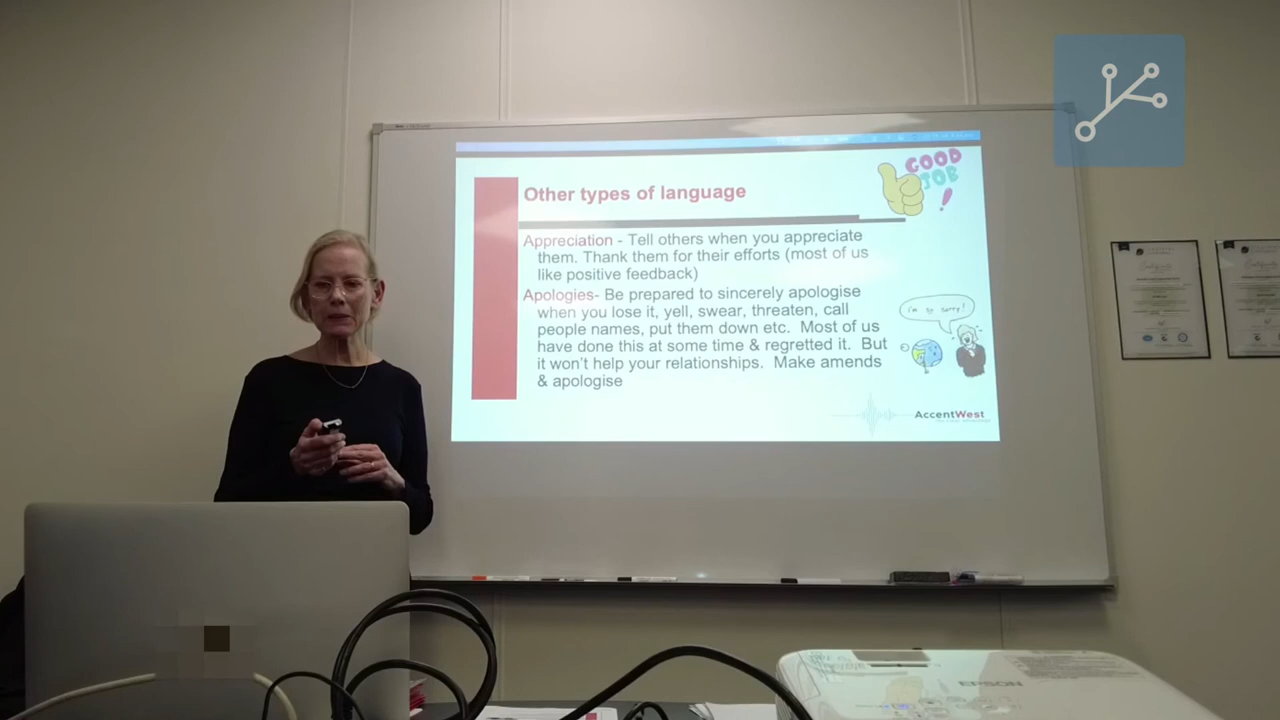 GOOD
JOB
!
Other types of language
Appreciation - Tell others when you appreciate
them. Thank them for their efforts (most of us
like positive feedback)
Apologies- Be prepared to sincerely apologise
when you lose it, yell, swear, threaten, call
people names, put them down etc. Most of us
have done this at some time & regretted it. But
it won't help your relationships. Make amends
& apologise
i'm so sorry!
AccentWest
EPSON